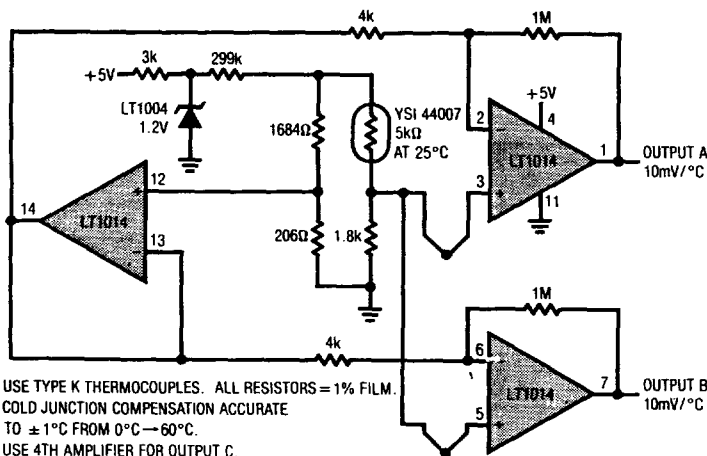 4k
1M
3k
299k
+5V
LT1004
1.2V
1684Ω
YSI 44007
5kΩ
AT 25°C
+5V
2
4
−
LT1014
1
OUTPUT A
10mV/°C
3
+
11
12
+
14
LT1014
13
−
206Ω
1.8k
1M
4k
6
−
LT1014
7
OUTPUT B
10mV/°C
5
+
USE TYPE K THERMOCOUPLES. ALL RESISTORS = 1% FILM.
COLD JUNCTION COMPENSATION ACCURATE
TO ± 1°C FROM 0°C → 60°C.
USE 4TH AMPLIFIER FOR OUTPUT C.